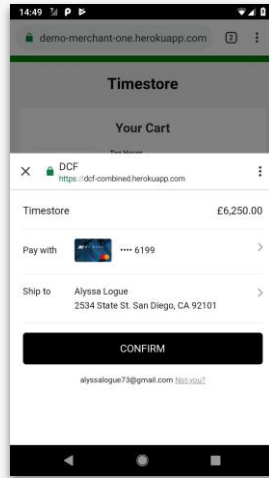 14:49
demo-merchant-one.herokuapp.com 2
Timestore
Your Cart
DCF
https://dcf-combined.herokuapp.com
Timestore £6,250.00
Pay with •••• 6199
Ship to Alyssa Logue
2534 State St. San Diego, CA 92101
CONFIRM
alyssalogue73@gmail.com Not you?